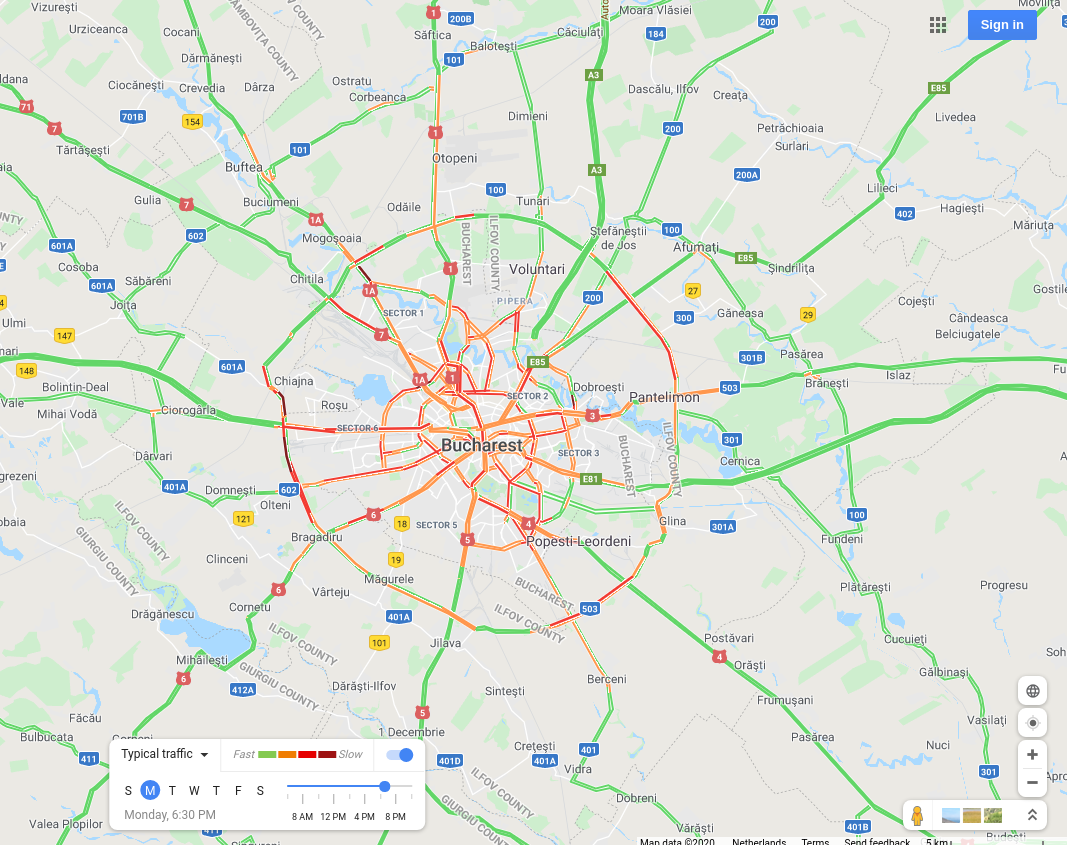 Vizurești
200B
Moara Vlăsiei
Movilița
Urziceanca
DÂMBOVIȚA COUNTY
ILFOV COUNTY
1
Săftica
Căciulați
Auto
200
Sign in
Cocani
Balotești
184
Dărmănești
101
A3
Ciocănești
Crevedia
Dârza
Ostratu
Corbeanca
Dascălu, Ilfov
Creața
E85
71
701B
154
Dimieni
Livedea
7
1
200
Petrăchioaia
Tărtășești
101
Otopeni
Surlari
Buftea
A3
200A
Lilieci
Gulia
7
Buciumeni
100
Tunari
402
Hagiești
Odăile
1A
Măriuța
601A
602
Mogoșoaia
BUCHAREST
ILFOV COUNTY
Ștefăneștii
de Jos
100
Afumați
E85
Cosoba
1
Voluntari
Șindrilița
601A
Săbăreni
Chitila
1A
27
Joița
PIPERA
200
Cojești
Gostile
Ulmi
SECTOR 1
300
Găneasa
29
Cândeasca
147
7
Belciugatele
E85
301B
Pasărea
148
601A
1A
1
Islaz
Bolintin-Deal
Chiajna
Dobroești
503
Brănești
Vale
Mihai Vodă
Ciorogârla
Roșu
SECTOR 2
Pantelimon
3
SECTOR 6
Bucharest
301
Dârvari
SECTOR 3
BUCHAREST
ILFOV COUNTY
Cernica
401A
Domnești
602
E81
Olteni
121
6
18
SECTOR 5
4
Glina
301A
100
ILFOV COUNTY
GIURGIU COUNTY
Bragadiru
5
Popesti-Leordeni
Fundeni
Clinceni
19
Măgurele
Plătărești
Progresu
6
Vârteju
BUCHAREST
ILFOV COUNTY
Drăgănescu
Cornetu
401A
503
Cucuieți
101
Jilava
Postăvari
ILFOV COUNTY
GIURGIU COUNTY
Mihăilești
4
Orăști
Gălbinași
6
412A
Dărăști-Ilfov
Sintești
Berceni
Frumușani
Făcău
5
Vasilați
Bulbucata
1 Decembrie
Pasărea
Nuci
411
401D
Crețești
401A
401
Vidra
301
ILFOV COUNTY
GIURGIU COUNTY
Dobreni
Valea Plopilor
Vărăști
401B
Typical traffic
Fast
Slow
S M T W T F S
8 AM 12 PM 4 PM 8 PM
Monday, 6:30 PM
Map data ©2020 Netherlands Terms Send feedback 5 km